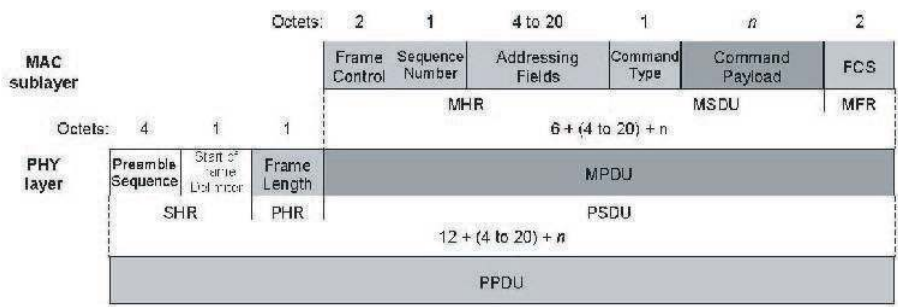 Octets: 2 1 4 to 20 1 n 2
MAC sublayer
Frame Control
Sequence Number
Addressing Fields
Command Type
Command Payload
FCS
MHR MSDU MFR
Octets: 4 1 1
6 + (4 to 20) + n
PHY layer
Preamble Sequence
Start of Frame Delimiter
Frame Length
MPDU
SHR PHR PSDU
12 + (4 to 20) + n
PPDU